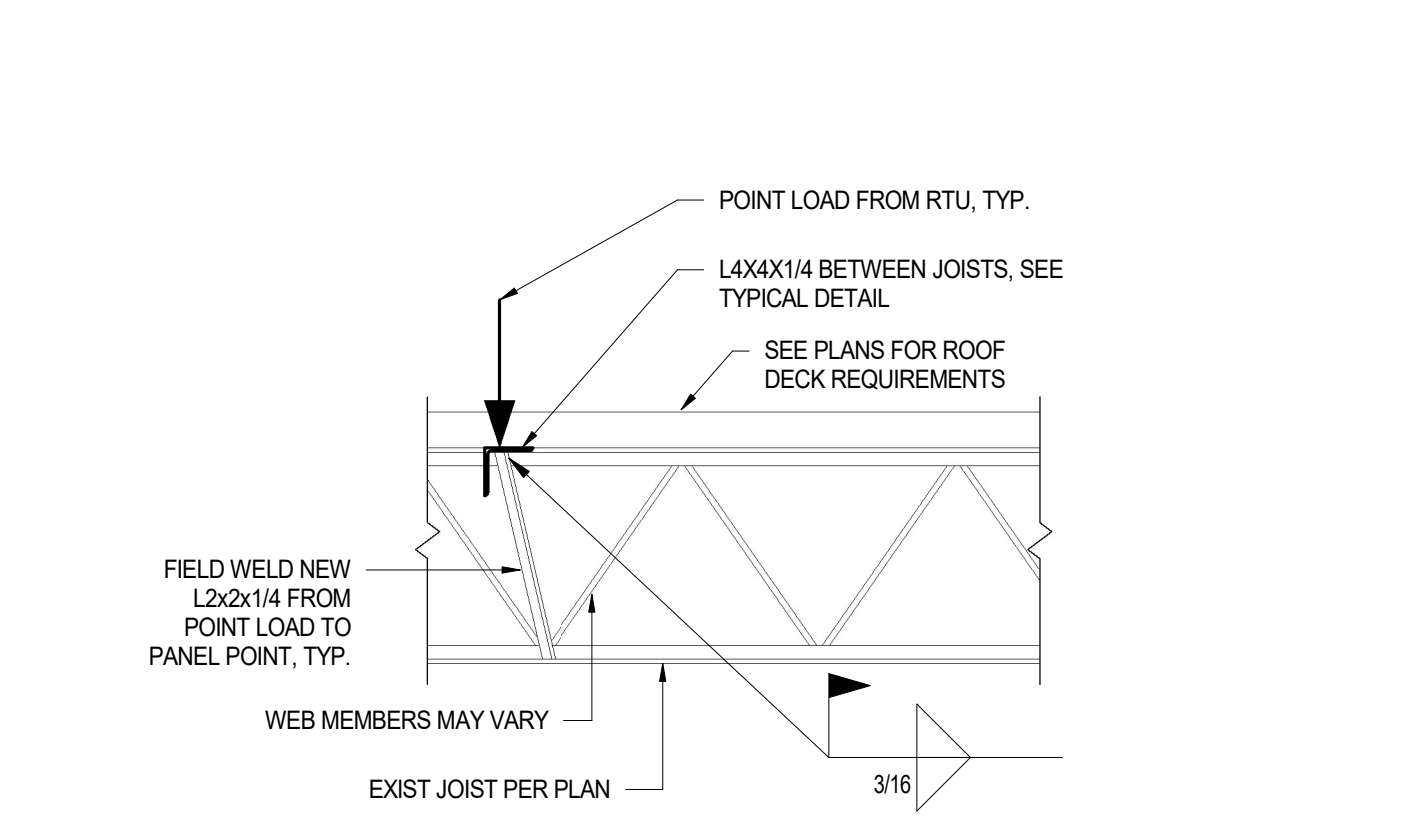 POINT LOAD FROM RTU, TYP.
L4X4X1/4 BETWEEN JOISTS, SEE
TYPICAL DETAIL
SEE PLANS FOR ROOF
DECK REQUIREMENTS
FIELD WELD NEW
L2x2x1/4 FROM
POINT LOAD TO
PANEL POINT, TYP.
WEB MEMBERS MAY VARY
EXIST JOIST PER PLAN
3/16